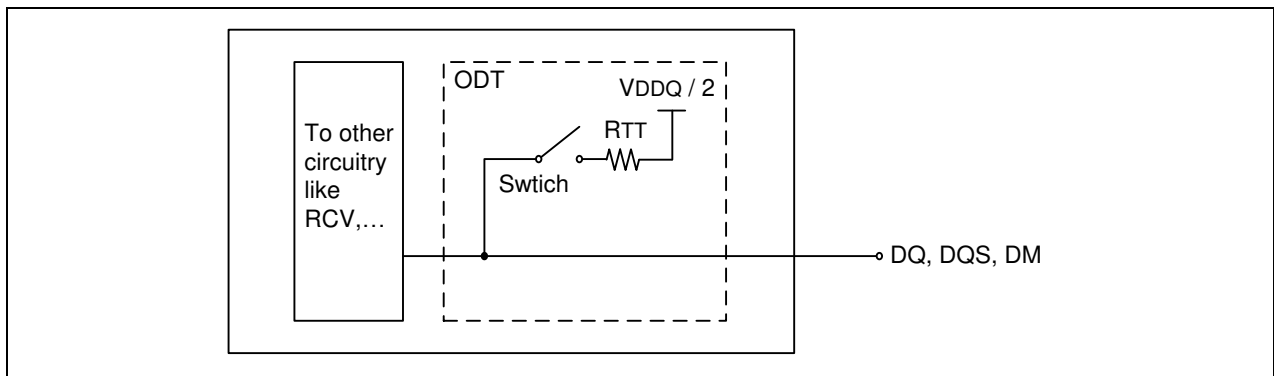 ODT
VDDQ / 2
To other
circuitry
like
RCV,...
RTT
Swtich
DQ, DQS, DM